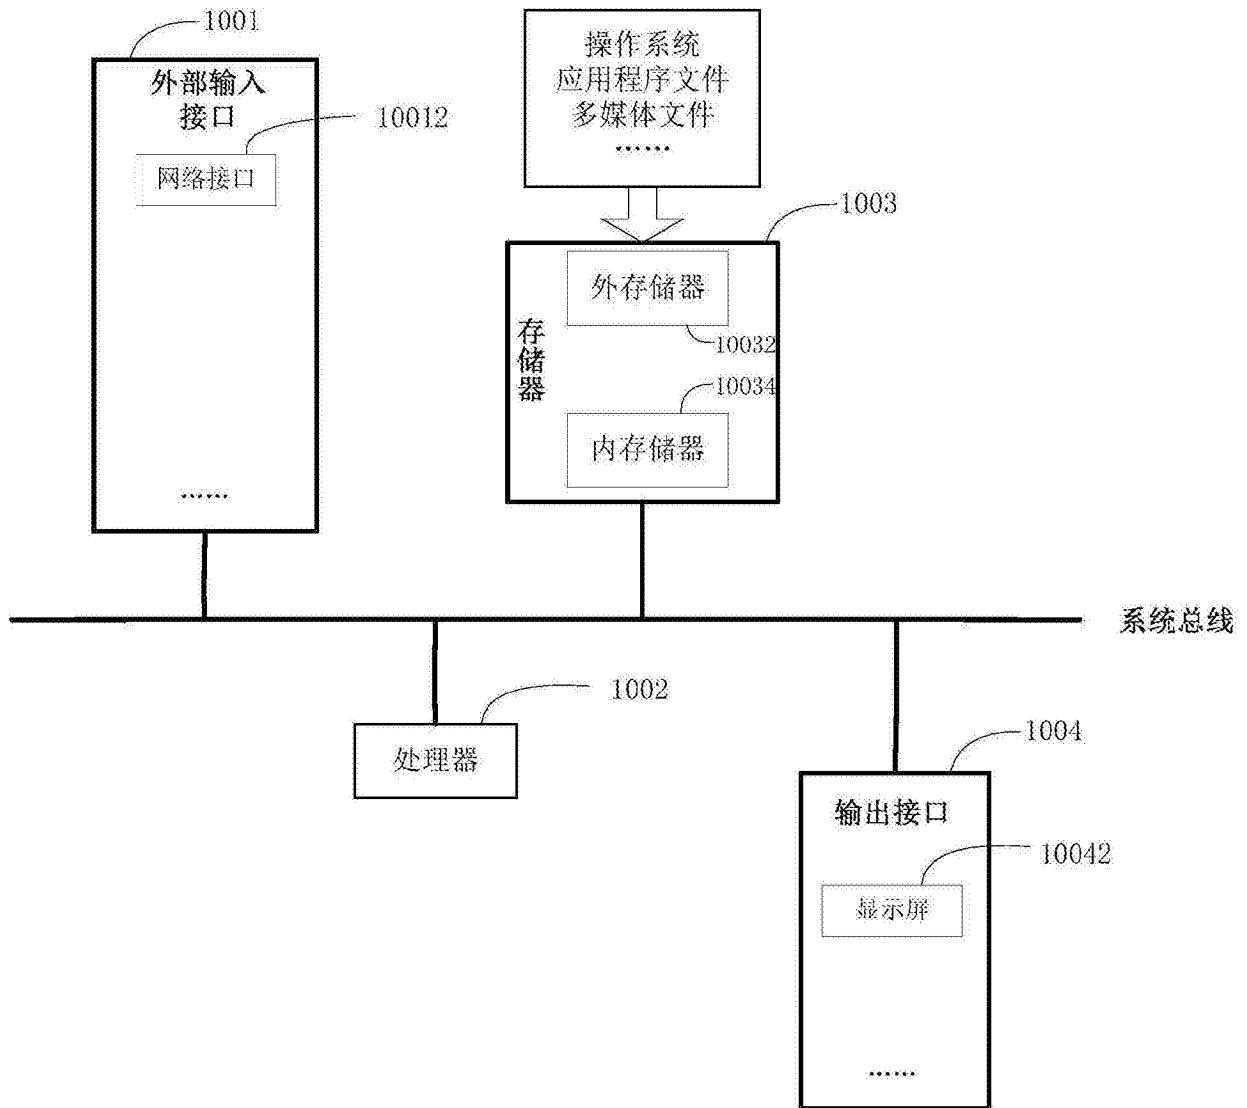 1001
外部输入
接口
10012
网络接口
……
操作系统
应用程序文件
多媒体文件
……
1003
存储器
外存储器
10032
10034
内存储器
系统总线
1002
处理器
1004
输出接口
10042
显示屏
……